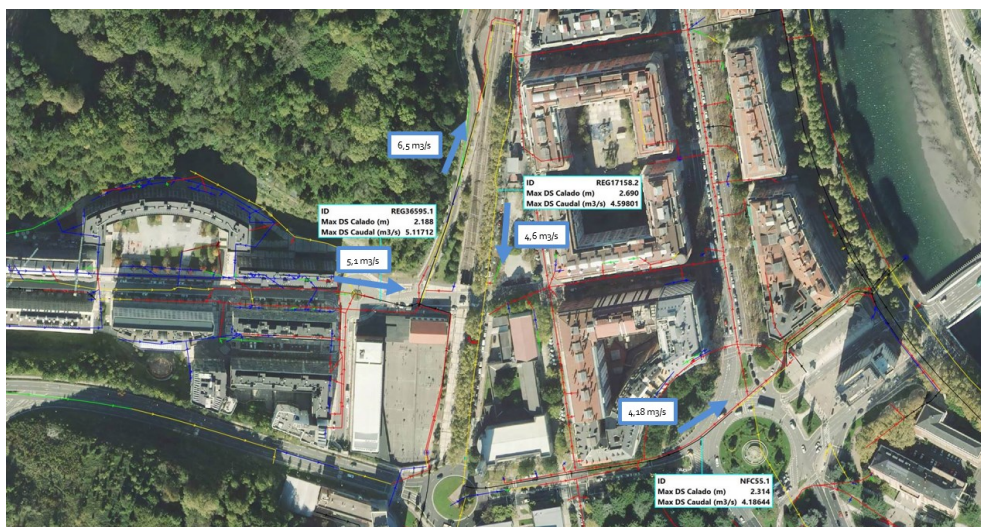 6,5 m3/s
ID REG17158.2
Max DS Calado (m) 2.690
Max DS Caudal (m3/s) 4.59801
ID REG36595.1
Max DS Calado (m) 2.188
Max DS Caudal (m3/s) 5.11712
4,6 m3/s
5,1 m3/s
4,18 m3/s
ID NFC55.1
Max DS Calado (m) 2.314
Max DS Caudal (m3/s) 4.18644